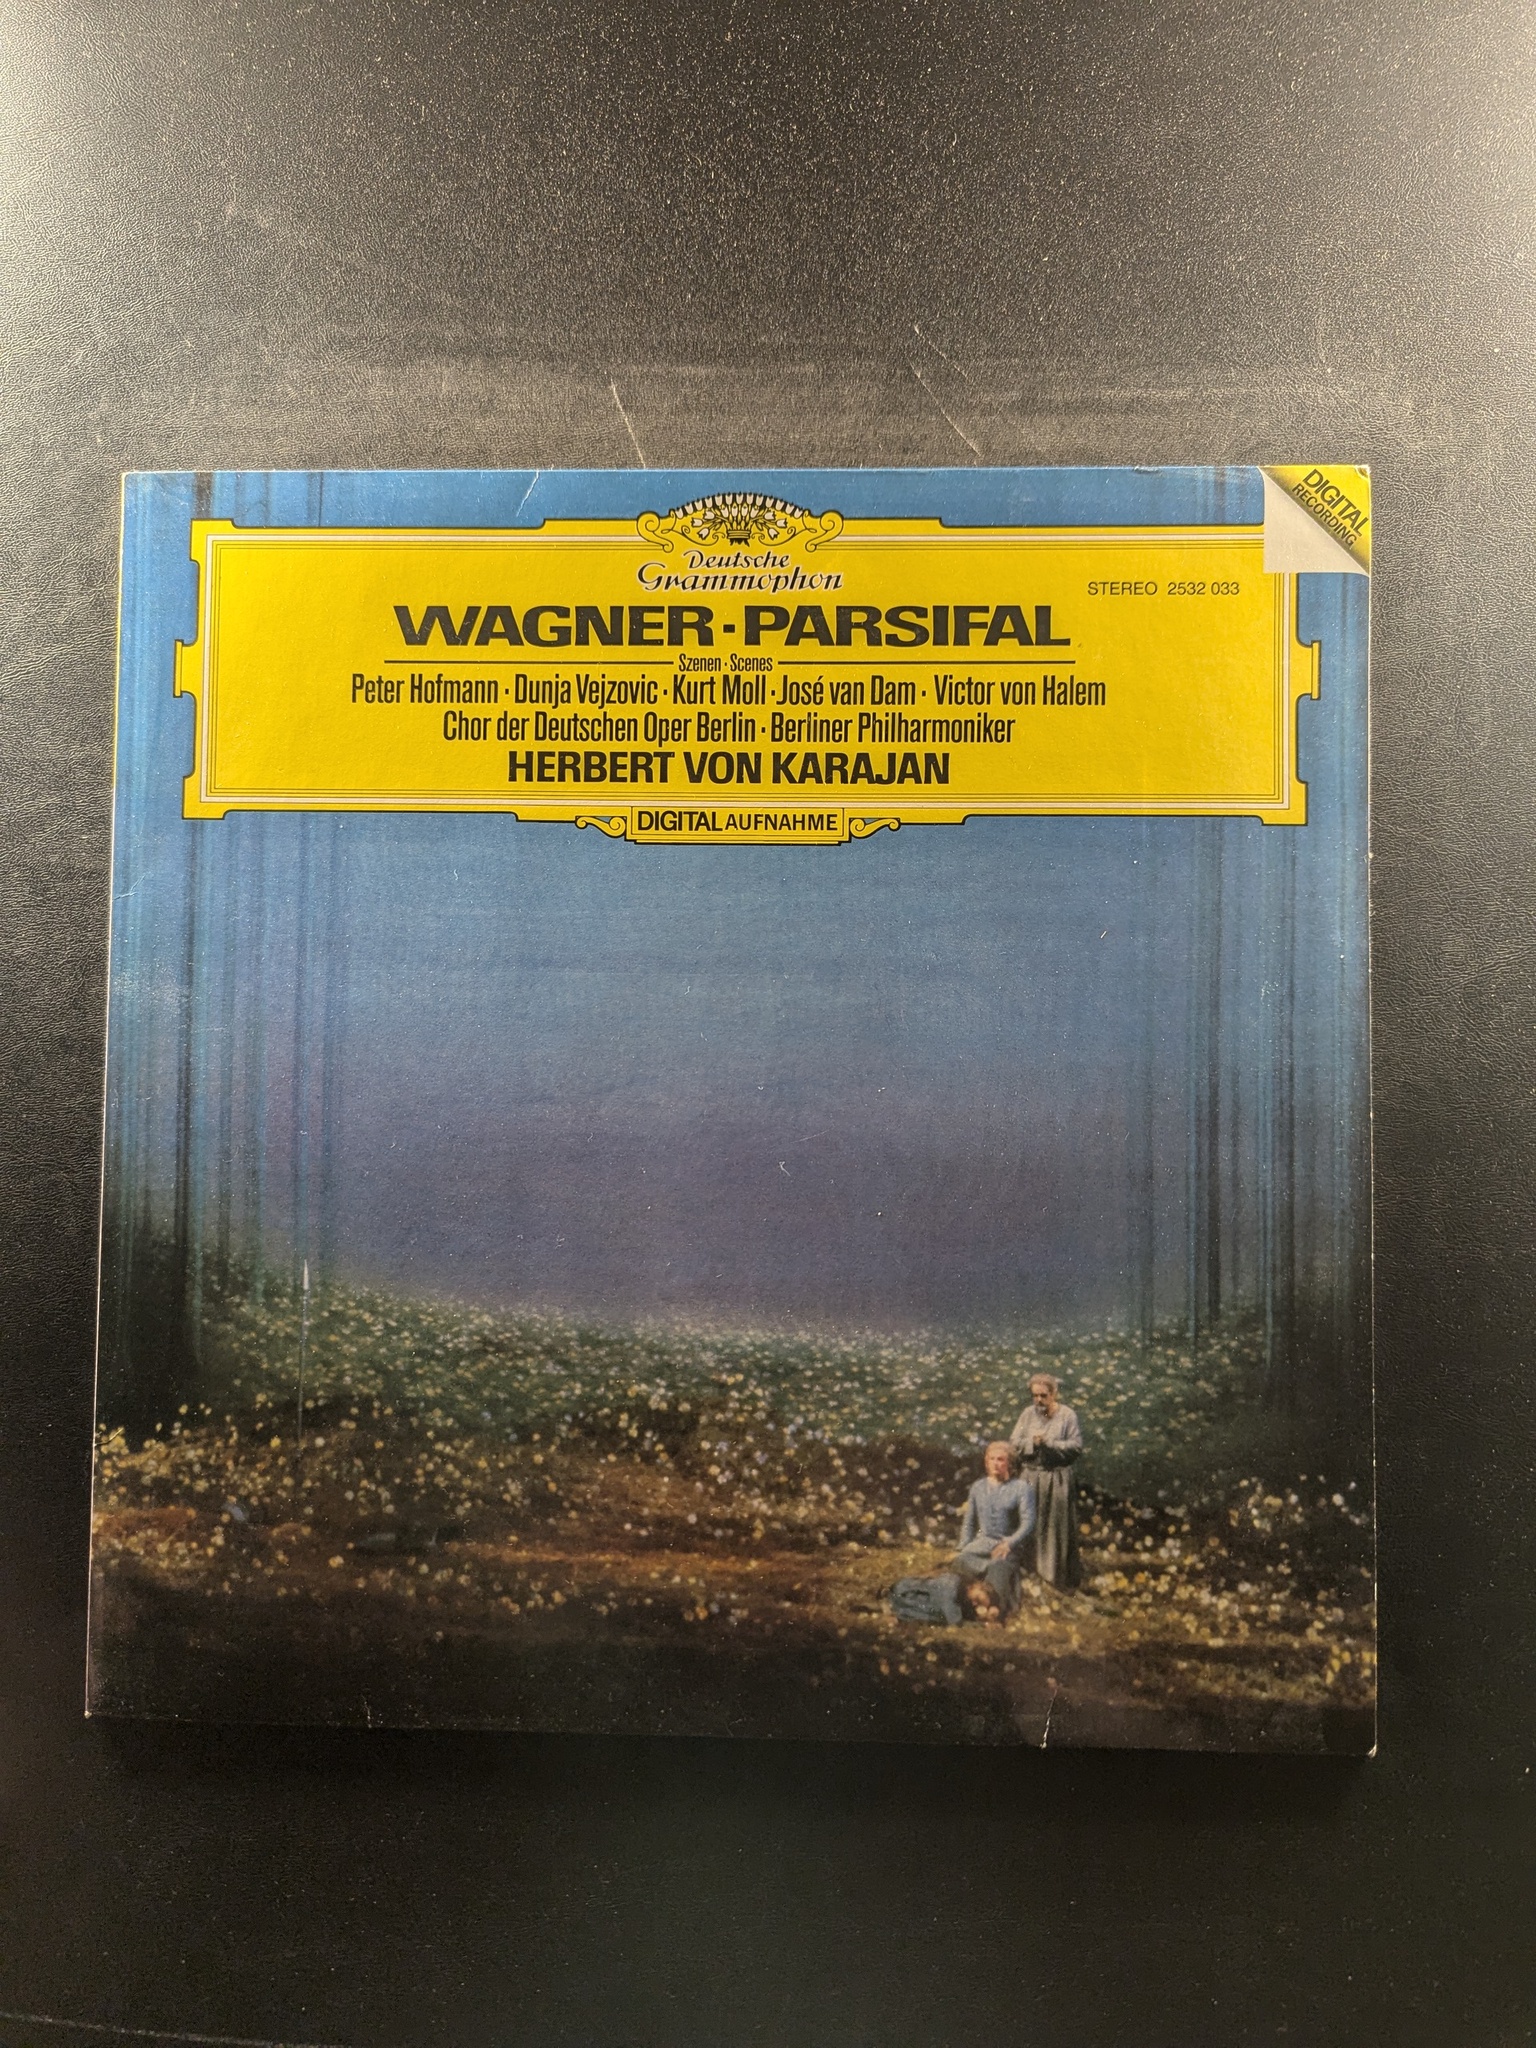 DIGITAL
RECORDING
Deutsche
Grammophon
STEREO 2532 033
WAGNER·PARSIFAL
Szenen · Scenes
Peter Hofmann · Dunja Vejzovic · Kurt Moll · José van Dam · Victor von Halem
Chor der Deutschen Oper Berlin · Berliner Philharmoniker
HERBERT VON KARAJAN
DIGITAL AUFNAHME